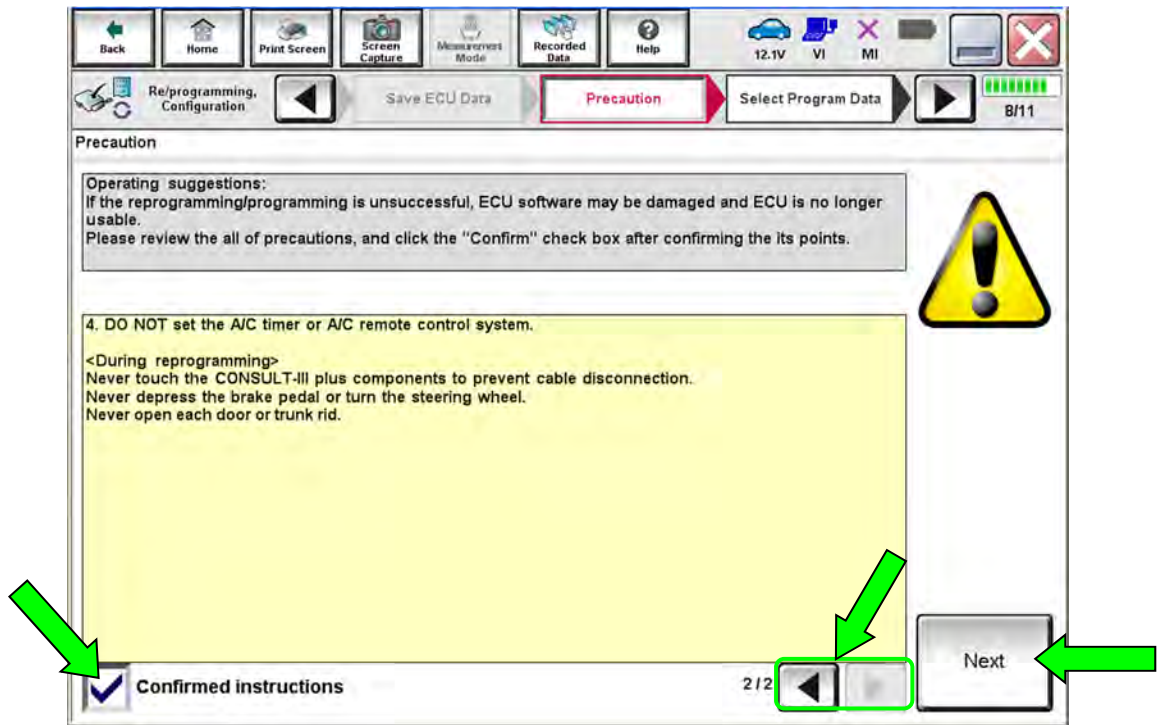 Back
Home
Print Screen
Screen
Capture
Measurement
Mode
Recorded
Data
Help
12.1V
VI
MI
Re/programming,
Configuration
Save ECU Data
Precaution
Select Program Data
8/11
Precaution
Operating suggestions:
If the reprogramming/programming is unsuccessful, ECU software may be damaged and ECU is no longer
usable.
Please review the all of precautions, and click the "Confirm" check box after confirming the its points.
4. DO NOT set the A/C timer or A/C remote control system.
<During reprogramming>
Never touch the CONSULT-III plus components to prevent cable disconnection.
Never depress the brake pedal or turn the steering wheel.
Never open each door or trunk rid.
Confirmed instructions
2/2
Next